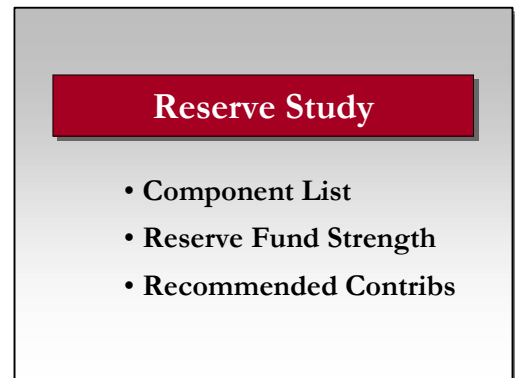 Reserve Study
• Component List
• Reserve Fund Strength
• Recommended Contribs